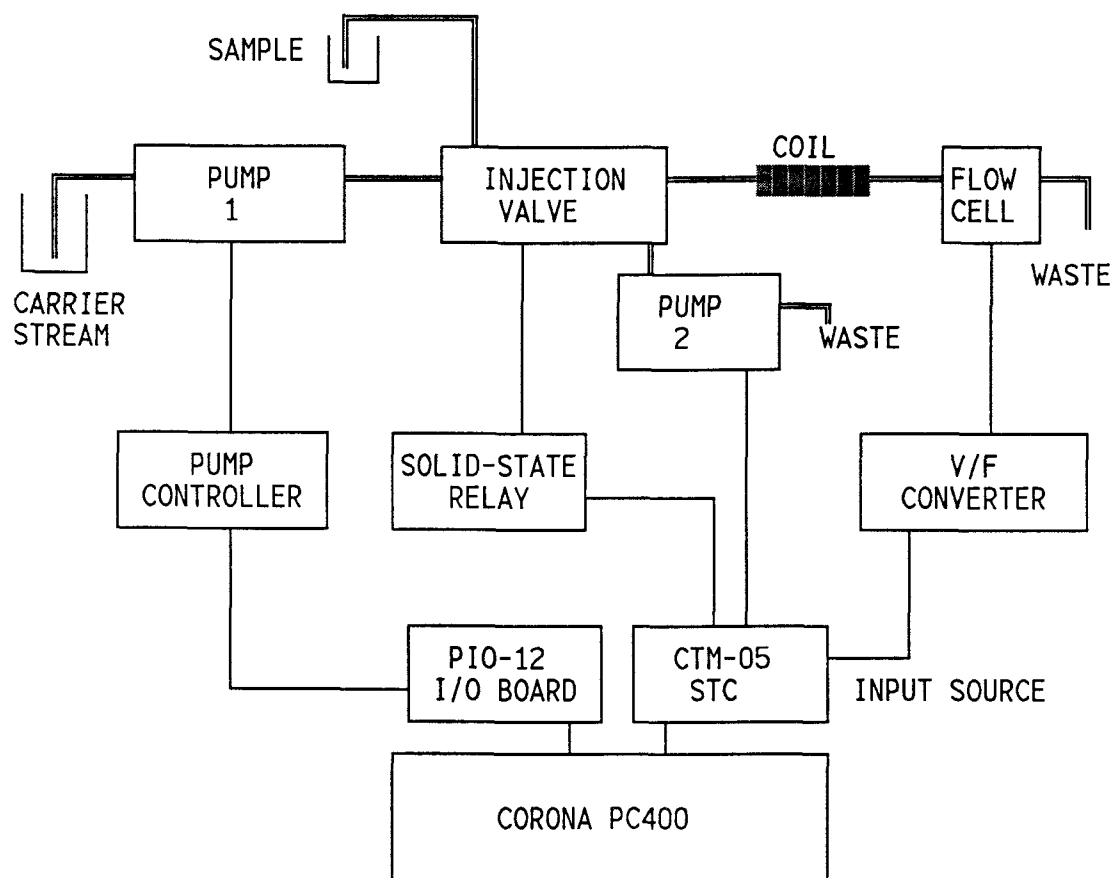 SAMPLE
COIL
PUMP
1
INJECTION
VALVE
FLOW
CELL
CARRIER
STREAM
PUMP
2
WASTE
WASTE
PUMP
CONTROLLER
SOLID-STATE
RELAY
V/F
CONVERTER
PIO-12
I/O BOARD
CTM-05
STC
INPUT SOURCE
CORONA PC400